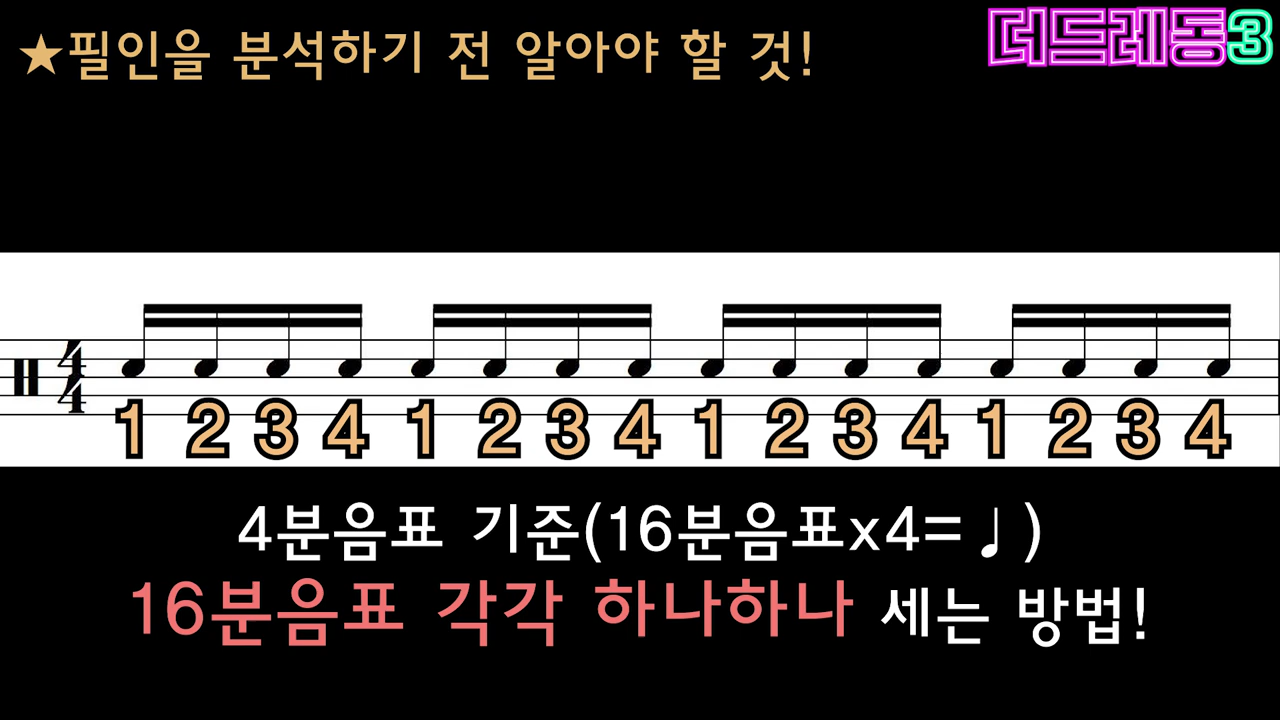 ★필인을 분석하기 전 알아야 할 것!
더드레동3
4
4
1 2 3 4 1 2 3 4 1 2 3 4 1 2 3 4
4분음표 기준(16분음표x4=♩)
16분음표 각각 하나하나 세는 방법!